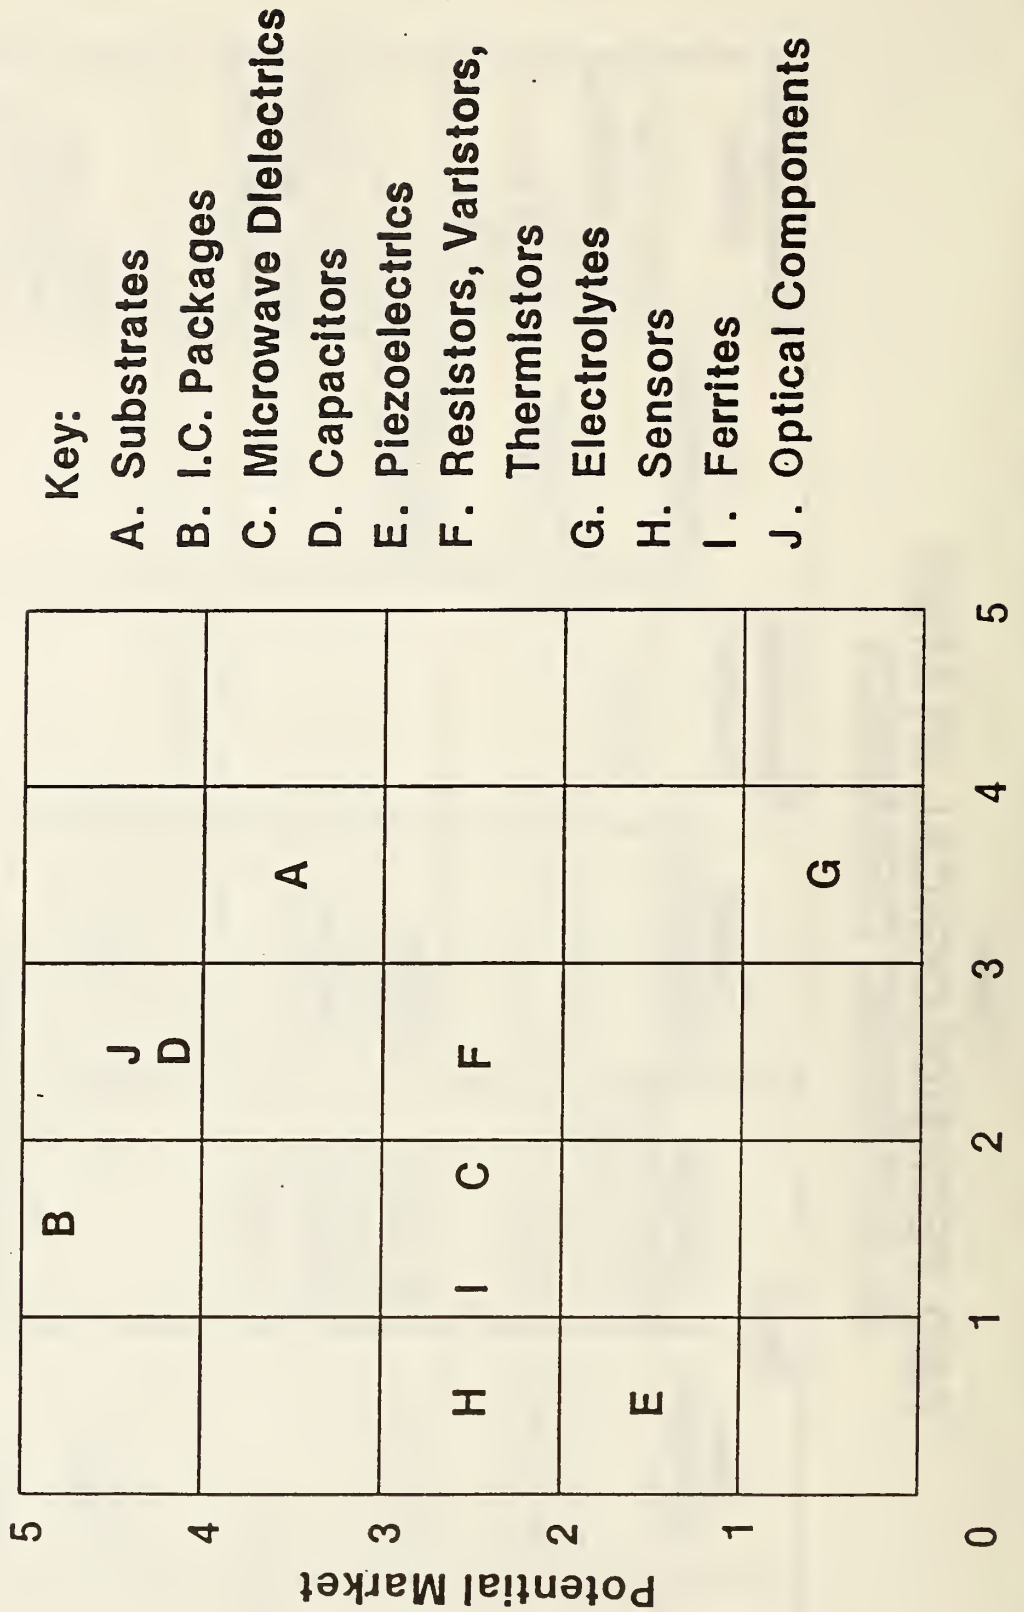 Potential Market
5
4
3
2
1
0
1
2
3
4
5
B
J
D
A
H
I
C
F
E
G
Key:
A. Substrates
B. I.C. Packages
C. Microwave Dielectrics
D. Capacitors
E. Piezoelectrics
F. Resistors, Varistors,
Thermistors
G. Electrolytes
H. Sensors
I. Ferrites
J. Optical Components